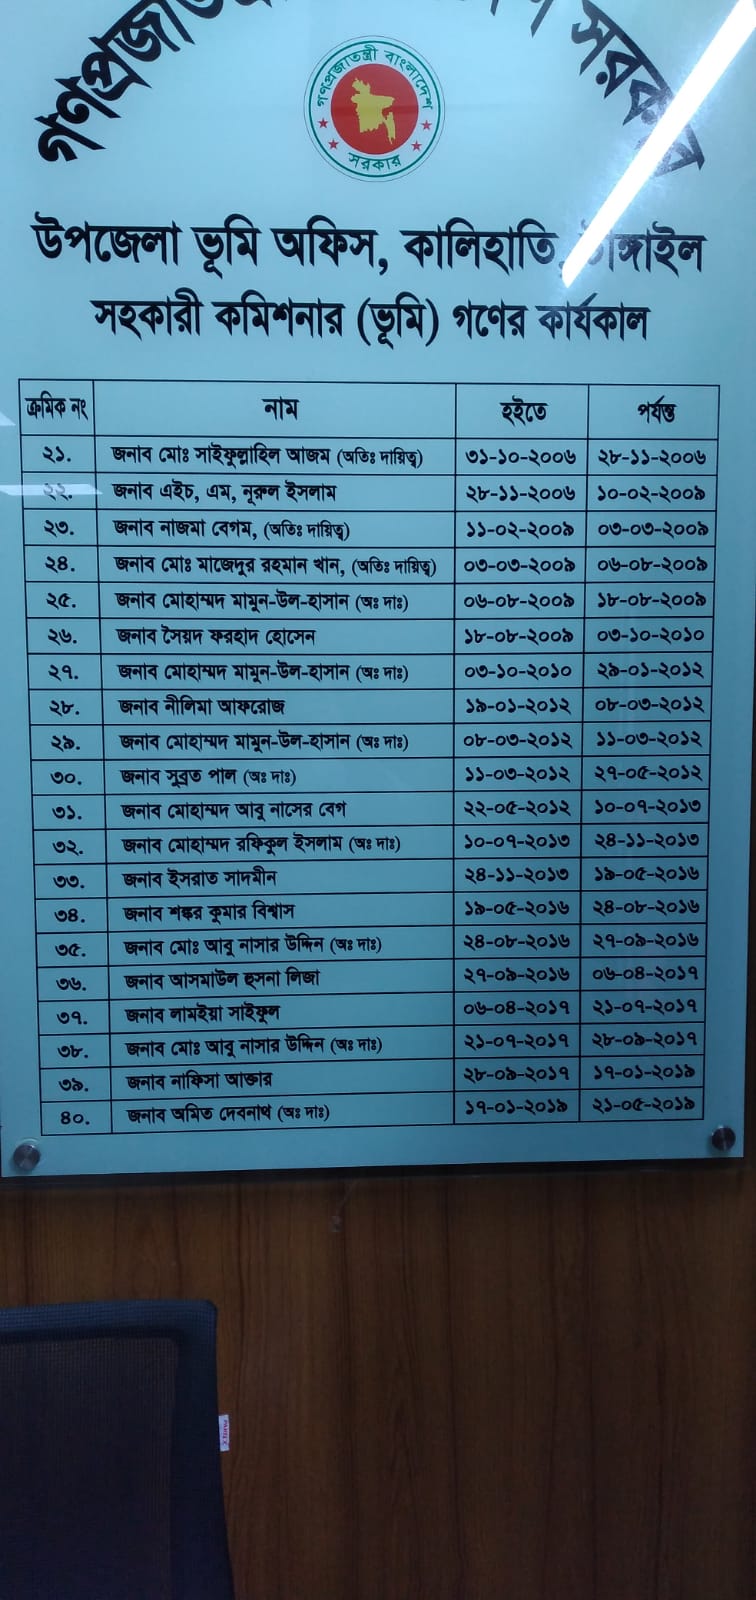 গণপ্রজাতন্ত্রী বাংলাদেশ সরকার
গণপ্রজাতন্ত্রী বাংলাদেশ
সরকার
উপজেলা ভূমি অফিস, কালিহাতি, টাঙ্গাইল
সহকারী কমিশনার (ভূমি) গণের কার্যকাল
ক্রমিক নং নাম হইতে পর্যন্ত
২১. জনাব মোঃ সাইফুল্লাহিল আজম (অতিঃ দায়িত্ব) ৩১-১০-২০০৬ ২৮-১১-২০০৬
২২. জনাব এইচ, এম, নূরুল ইসলাম ২৮-১১-২০০৬ ১০-০২-২০০৯
২৩. জনাব নাজমা বেগম, (অতিঃ দায়িত্ব) ১১-০২-২০০৯ ০৩-০৩-২০০৯
২৪. জনাব মোঃ মাজেদুর রহমান খান, (অতিঃ দায়িত্ব) ০৩-০৩-২০০৯ ০৬-০৮-২০০৯
২৫. জনাব মোহাম্মদ মামুন-উল-হাসান (অঃ দাঃ) ০৬-০৮-২০০৯ ১৮-০৮-২০০৯
২৬. জনাব সৈয়দ ফরহাদ হোসেন ১৮-০৮-২০০৯ ০৩-১০-২০১০
২৭. জনাব মোহাম্মদ মামুন-উল-হাসান (অঃ দাঃ) ০৩-১০-২০১০ ২৯-০১-২০১২
২৮. জনাব নীলিমা আফরোজ ১৯-০১-২০১২ ০৮-০৩-২০১২
২৯. জনাব মোহাম্মদ মামুন-উল-হাসান (অঃ দাঃ) ০৮-০৩-২০১২ ১১-০৩-২০১২
৩০. জনাব সুব্রত পাল (অঃ দাঃ) ১১-০৩-২০১২ ২৭-০৫-২০১২
৩১. জনাব মোহাম্মদ আবু নাসের বেগ ২২-০৫-২০১২ ১০-০৭-২০১৩
৩২. জনাব মোহাম্মদ রফিকুল ইসলাম (অঃ দাঃ) ১০-০৭-২০১৩ ২৪-১১-২০১৩
৩৩. জনাব ইসরাত সাদমীন ২৪-১১-২০১৩ ১৯-০৫-২০১৬
৩৪. জনাব শঙ্কর কুমার বিশ্বাস ১৯-০৫-২০১৬ ২৪-০৮-২০১৬
৩৫. জনাব মোঃ আবু নাসার উদ্দিন (অঃ দাঃ) ২৪-০৮-২০১৬ ২৭-০৯-২০১৬
৩৬. জনাব আসমাউল হুসনা লিজা ২৭-০৯-২০১৬ ০৬-০৪-২০১৭
৩৭. জনাব লামইয়া সাইফুল ০৬-০৪-২০১৭ ২১-০৭-২০১৭
৩৮. জনাব মোঃ আবু নাসার উদ্দিন (অঃ দাঃ) ২১-০৭-২০১৭ ২৮-০৯-২০১৭
৩৯. জনাব নাফিসা আক্তার ২৮-০৯-২০১৭ ১৭-০১-২০১৯
৪০. জনাব অমিত দেবনাথ (অঃ দাঃ) ১৭-০১-২০১৯ ২১-০৫-২০১৯